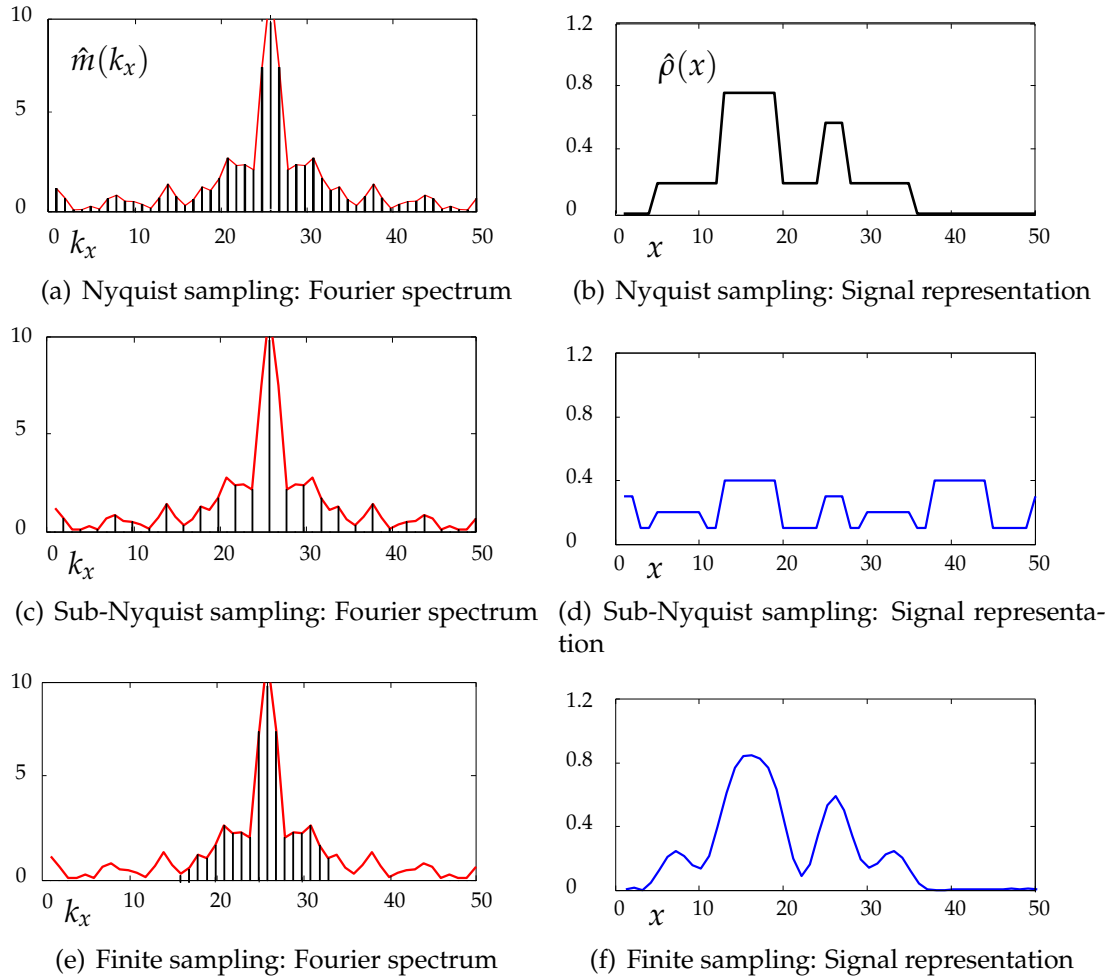 10
5
0
m̂(k_x)
0 10 20 30 40 50
k_x
(a) Nyquist sampling: Fourier spectrum
1.2
0.8
0.4
0
ρ̂(x)
0 10 20 30 40 50
x
(b) Nyquist sampling: Signal representation
10
5
0
0 10 20 30 40 50
k_x
(c) Sub-Nyquist sampling: Fourier spectrum
1.2
0.8
0.4
0
0 10 20 30 40 50
x
(d) Sub-Nyquist sampling: Signal representa-
tion
10
5
0
0 10 20 30 40 50
k_x
(e) Finite sampling: Fourier spectrum
1.2
0.8
0.4
0
0 10 20 30 40 50
x
(f) Finite sampling: Signal representation